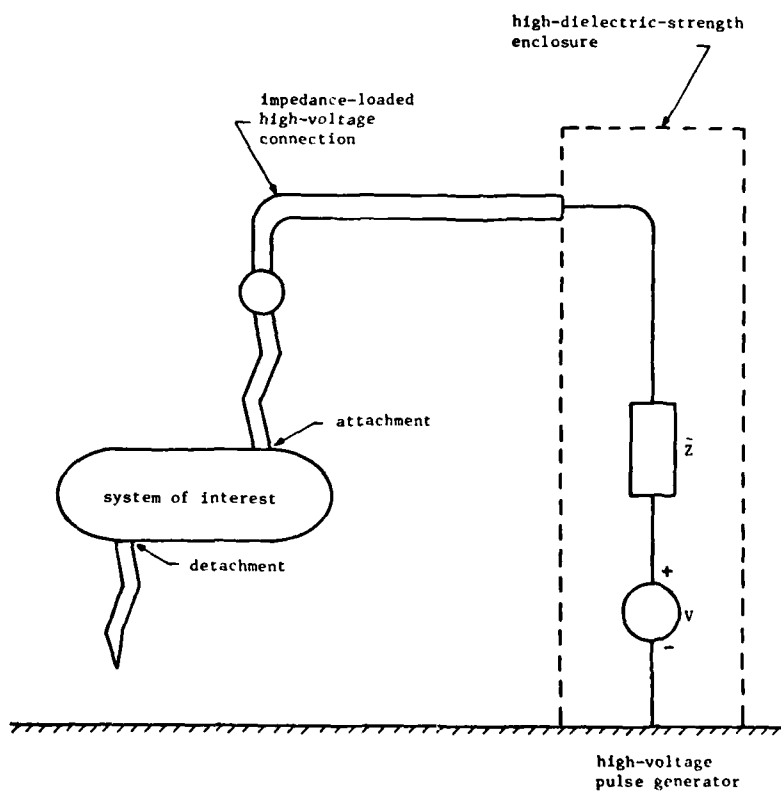 high-dielectric-strength
enclosure
impedance-loaded
high-voltage
connection
attachment
Z̃
system of interest
detachment
+
V
-
high-voltage
pulse generator